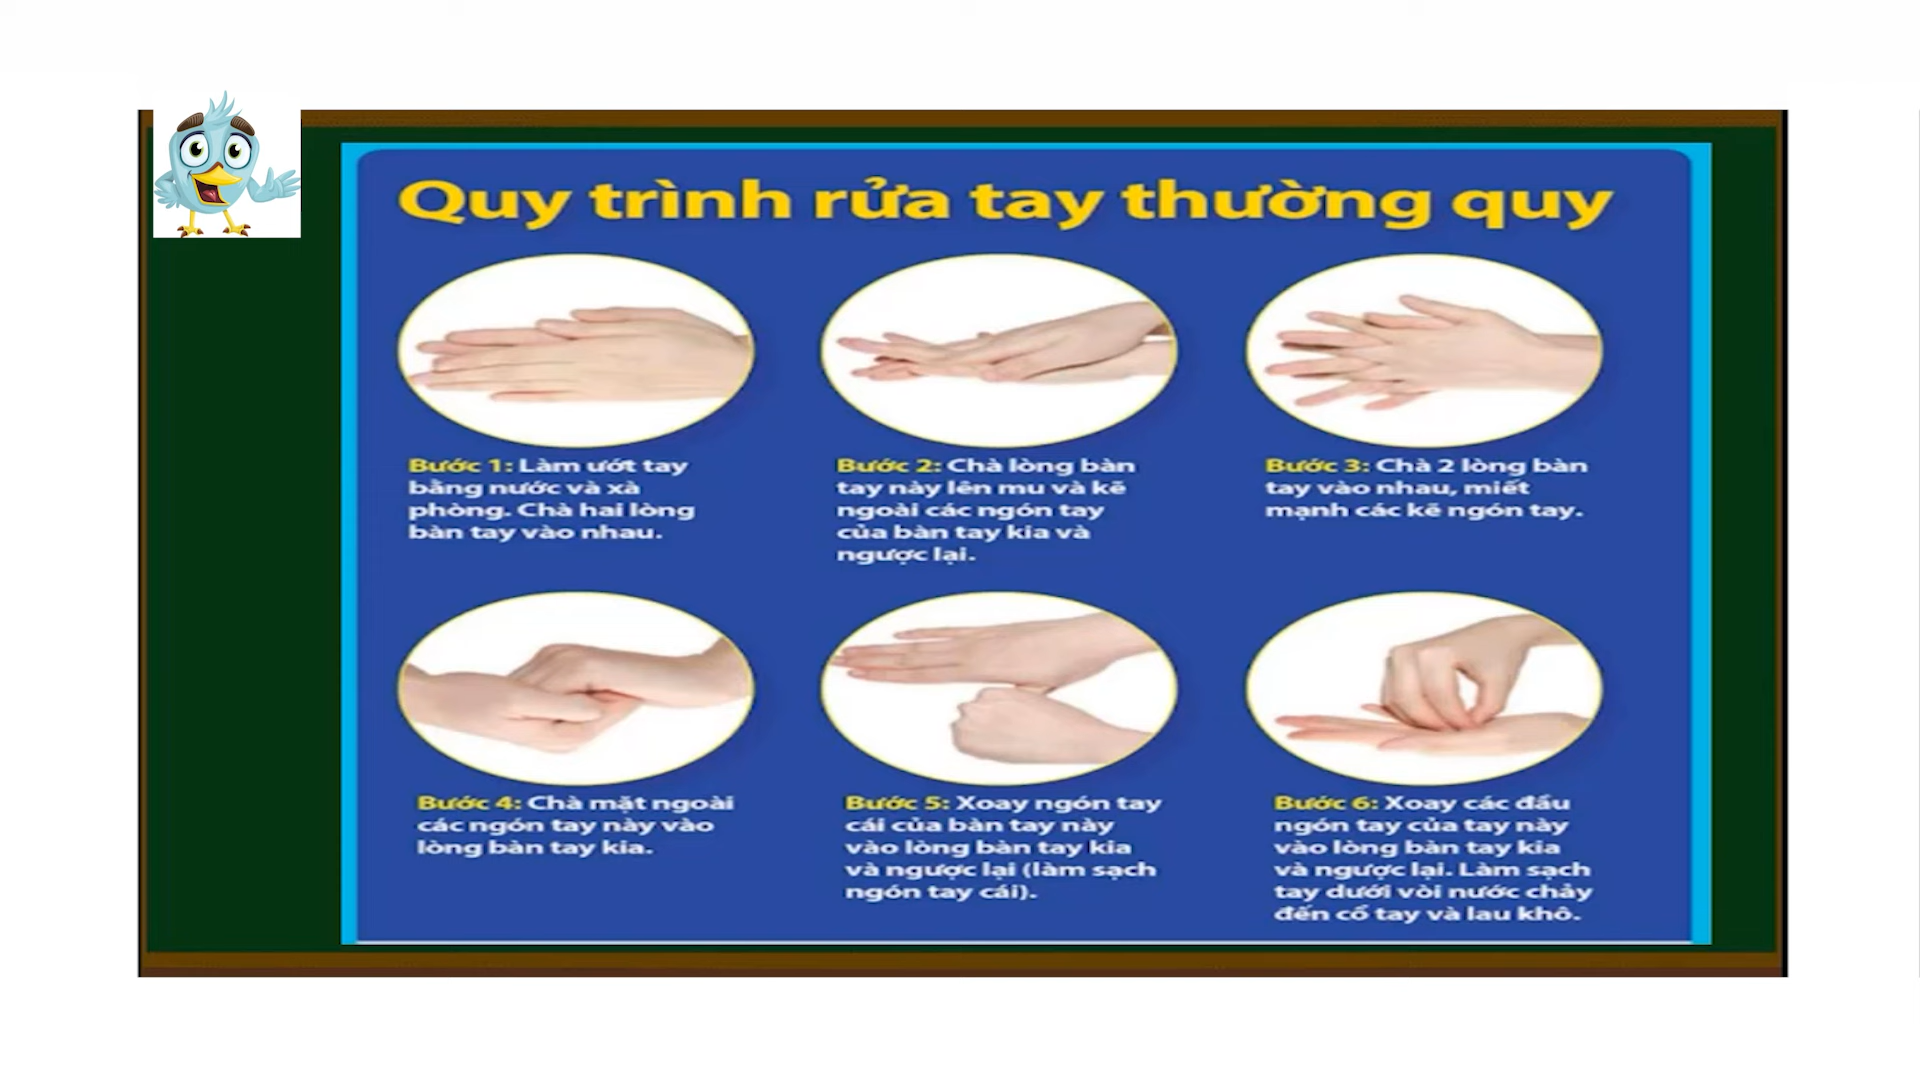 Quy trình rửa tay thường quy
Bước 1: Làm ướt tay
bằng nước và xà
phòng. Chà hai lòng
bàn tay vào nhau.
Bước 2: Chà lòng bàn
tay này lên mu và kẽ
ngoài các ngón tay
của bàn tay kia và
ngược lại.
Bước 3: Chà 2 lòng bàn
tay vào nhau, miết
mạnh các kẽ ngón tay.
Bước 4: Chà mặt ngoài
các ngón tay này vào
lòng bàn tay kia.
Bước 5: Xoay ngón tay
cái của bàn tay này
vào lòng bàn tay kia
và ngược lại (làm sạch
ngón tay cái).
Bước 6: Xoay các đầu
ngón tay của tay này
vào lòng bàn tay kia
và ngược lại. Làm sạch
tay dưới vòi nước chảy
đến cổ tay và lau khô.